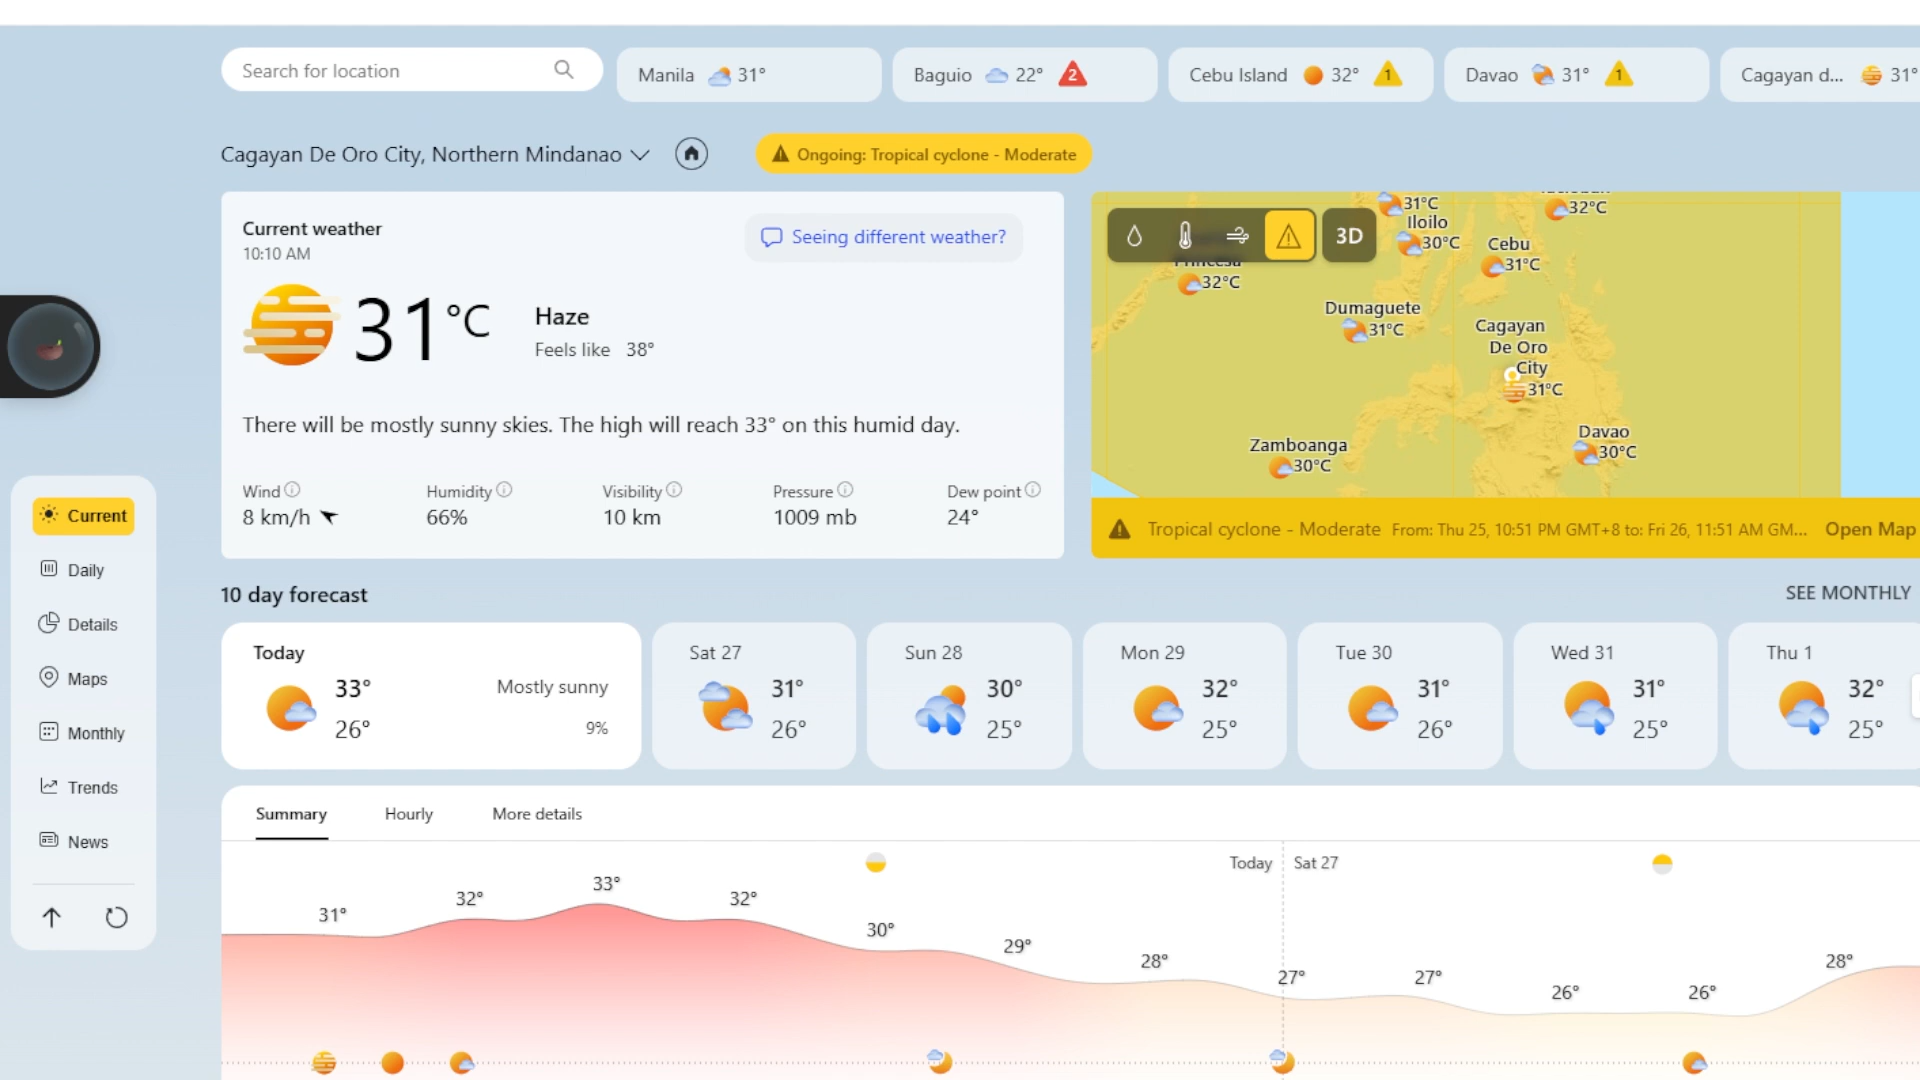 Search for location
Manila 31°
Baguio 22° 2
Cebu Island 32° 1
Davao 31° 1
Cagayan d... 31°
Cagayan De Oro City, Northern Mindanao
Ongoing: Tropical cyclone - Moderate
Current weather
10:10 AM
Seeing different weather?
31°C
Haze
Feels like 38°
There will be mostly sunny skies. The high will reach 33° on this humid day.
Wind
8 km/h
Humidity
66%
Visibility
10 km
Pressure
1009 mb
Dew point
24°
3D
31°C
Iloilo
30°C
32°C
Cebu
31°C
32°C
Dumaguete
31°C
Cagayan
De Oro
City
31°C
Zamboanga
30°C
Davao
30°C
Tropical cyclone - Moderate From: Thu 25, 10:51 PM GMT+8 to: Fri 26, 11:51 AM GM... Open Map
Current
Daily
Details
Maps
Monthly
Trends
News
10 day forecast
SEE MONTHLY
Today
33°
26°
Mostly sunny
9%
Sat 27
31°
26°
Sun 28
30°
25°
Mon 29
32°
25°
Tue 30
31°
26°
Wed 31
31°
25°
Thu 1
32°
25°
Summary
Hourly
More details
Today
Sat 27
31°
32°
33°
32°
30°
29°
28°
27°
27°
26°
26°
28°